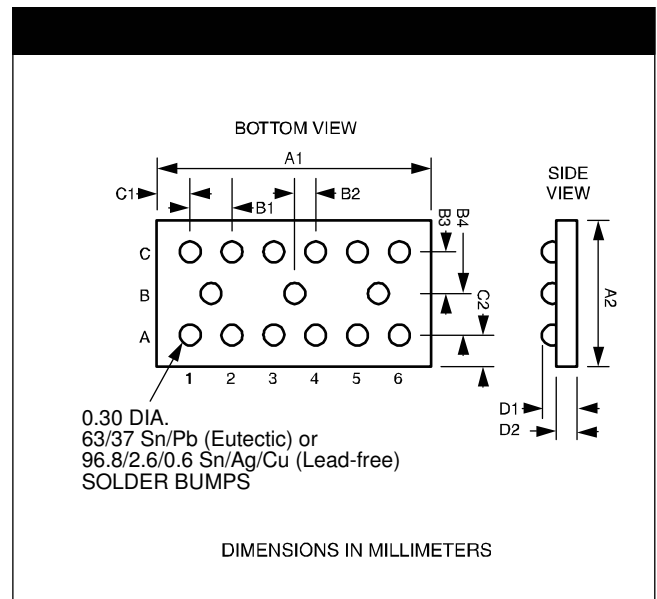 BOTTOM VIEW
A1
SIDE
VIEW
C1
B1
B2
B3
B4
C
B
A
C2
A2
1 2 3 4 5 6
D1
D2
0.30 DIA.
63/37 Sn/Pb (Eutectic) or
96.8/2.6/0.6 Sn/Ag/Cu (Lead-free)
SOLDER BUMPS
DIMENSIONS IN MILLIMETERS